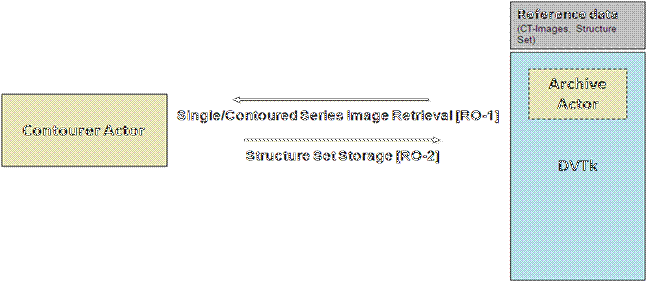 Reference data
(CT-Images, Structure
Set)
Archive
Actor
Single/Contoured Series Image Retrieval [RO-1]
Contourer Actor
Structure Set Storage [RO-2]
DVTk